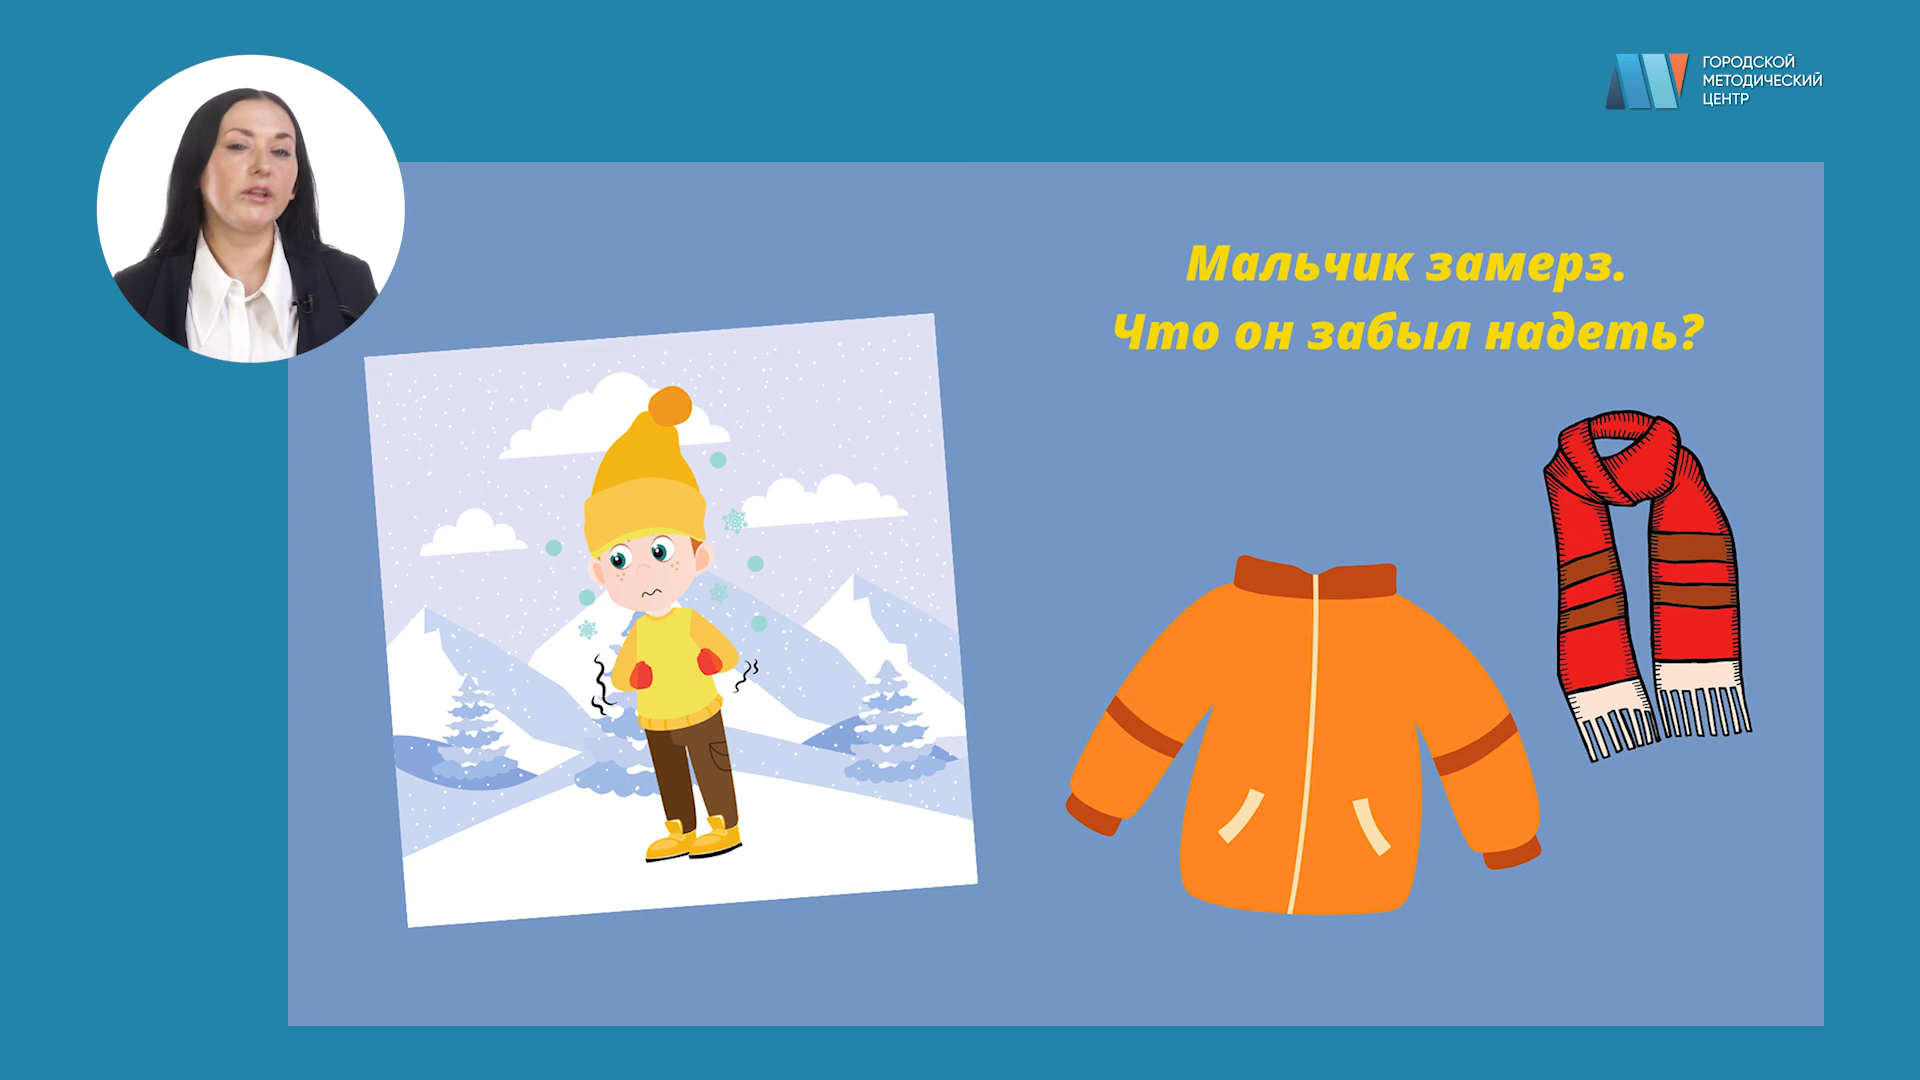 ГОРОДСКОЙ
МЕТОДИЧЕСКИЙ
ЦЕНТР
Мальчик замерз.
Что он забыл надеть?